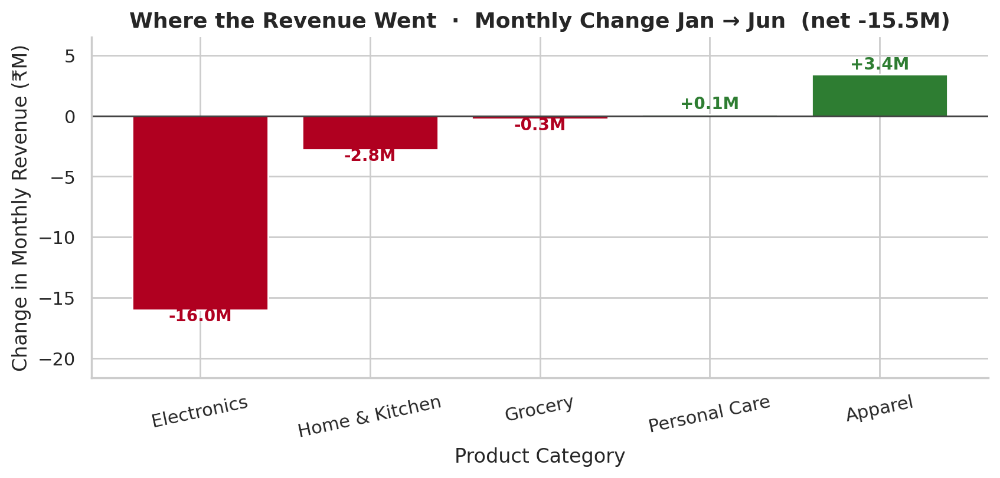 Where the Revenue Went · Monthly Change Jan → Jun (net -15.5M)
Change in Monthly Revenue (₹M)
5
0
−5
−10
−15
−20
-16.0M
-2.8M
-0.3M
+0.1M
+3.4M
Electronics
Home & Kitchen
Grocery
Personal Care
Apparel
Product Category